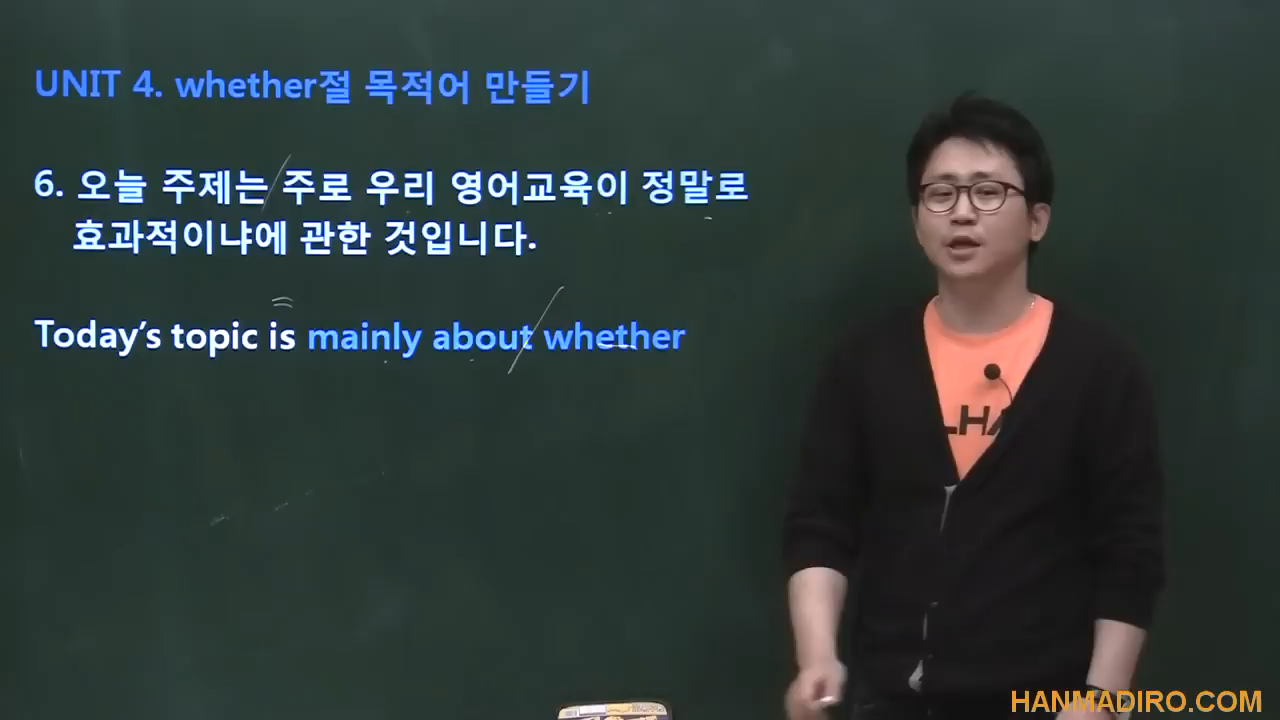 UNIT 4. whether절 목적어 만들기
6. 오늘 주제는 주로 우리 영어교육이 정말로
효과적이냐에 관한 것입니다.
Today's topic is mainly about whether
HANMADIRO.COM